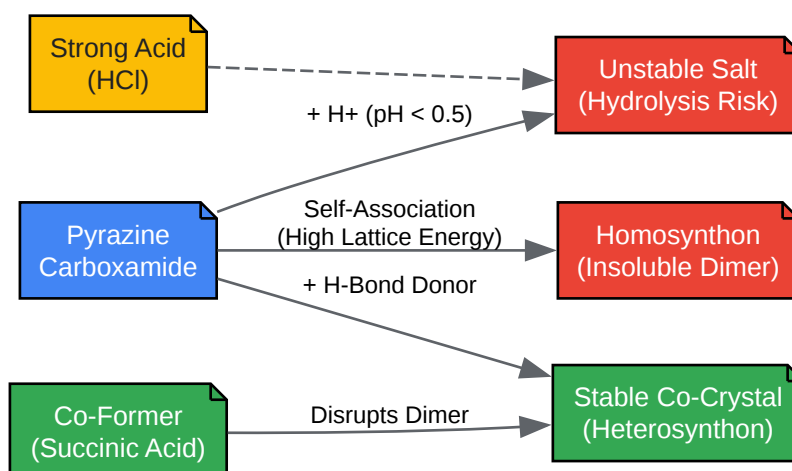 Strong Acid
(HCl)
Unstable Salt
(Hydrolysis Risk)
+ H+ (pH < 0.5)
Pyrazine
Carboxamide
Self-Association
(High Lattice Energy)
Homosynthon
(Insoluble Dimer)
+ H-Bond Donor
Co-Former
(Succinic Acid)
Disrupts Dimer
Stable Co-Crystal
(Heterosynthon)